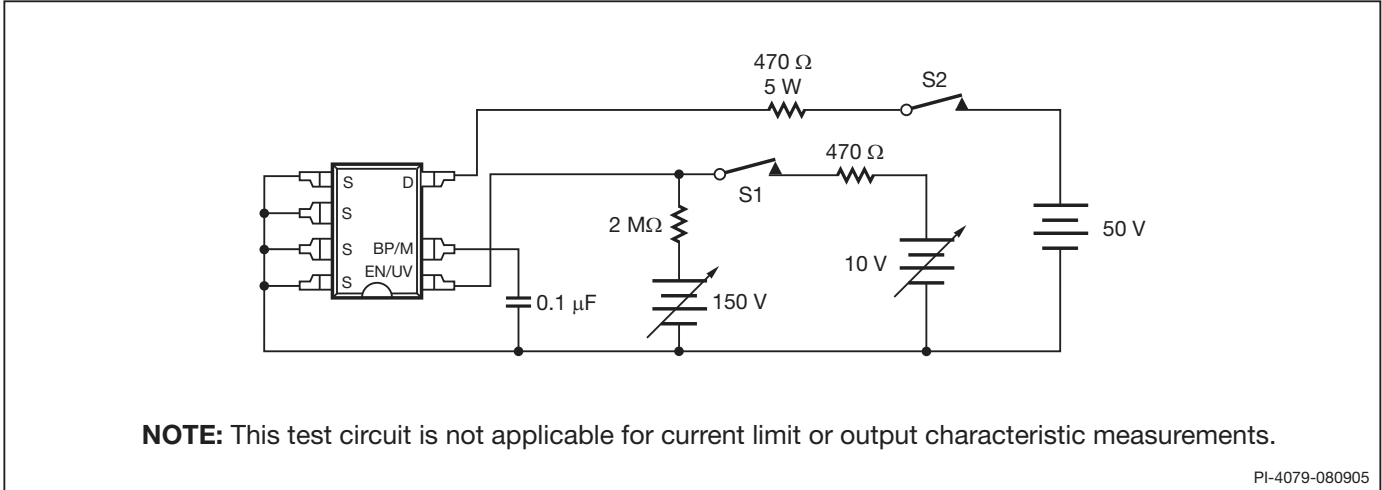 470 Ω
5 W
S2
470 Ω
S1
S D
S
S BP/M
EN/UV
S
2 MΩ
50 V
10 V
0.1 μF
150 V
NOTE: This test circuit is not applicable for current limit or output characteristic measurements.
PI-4079-080905